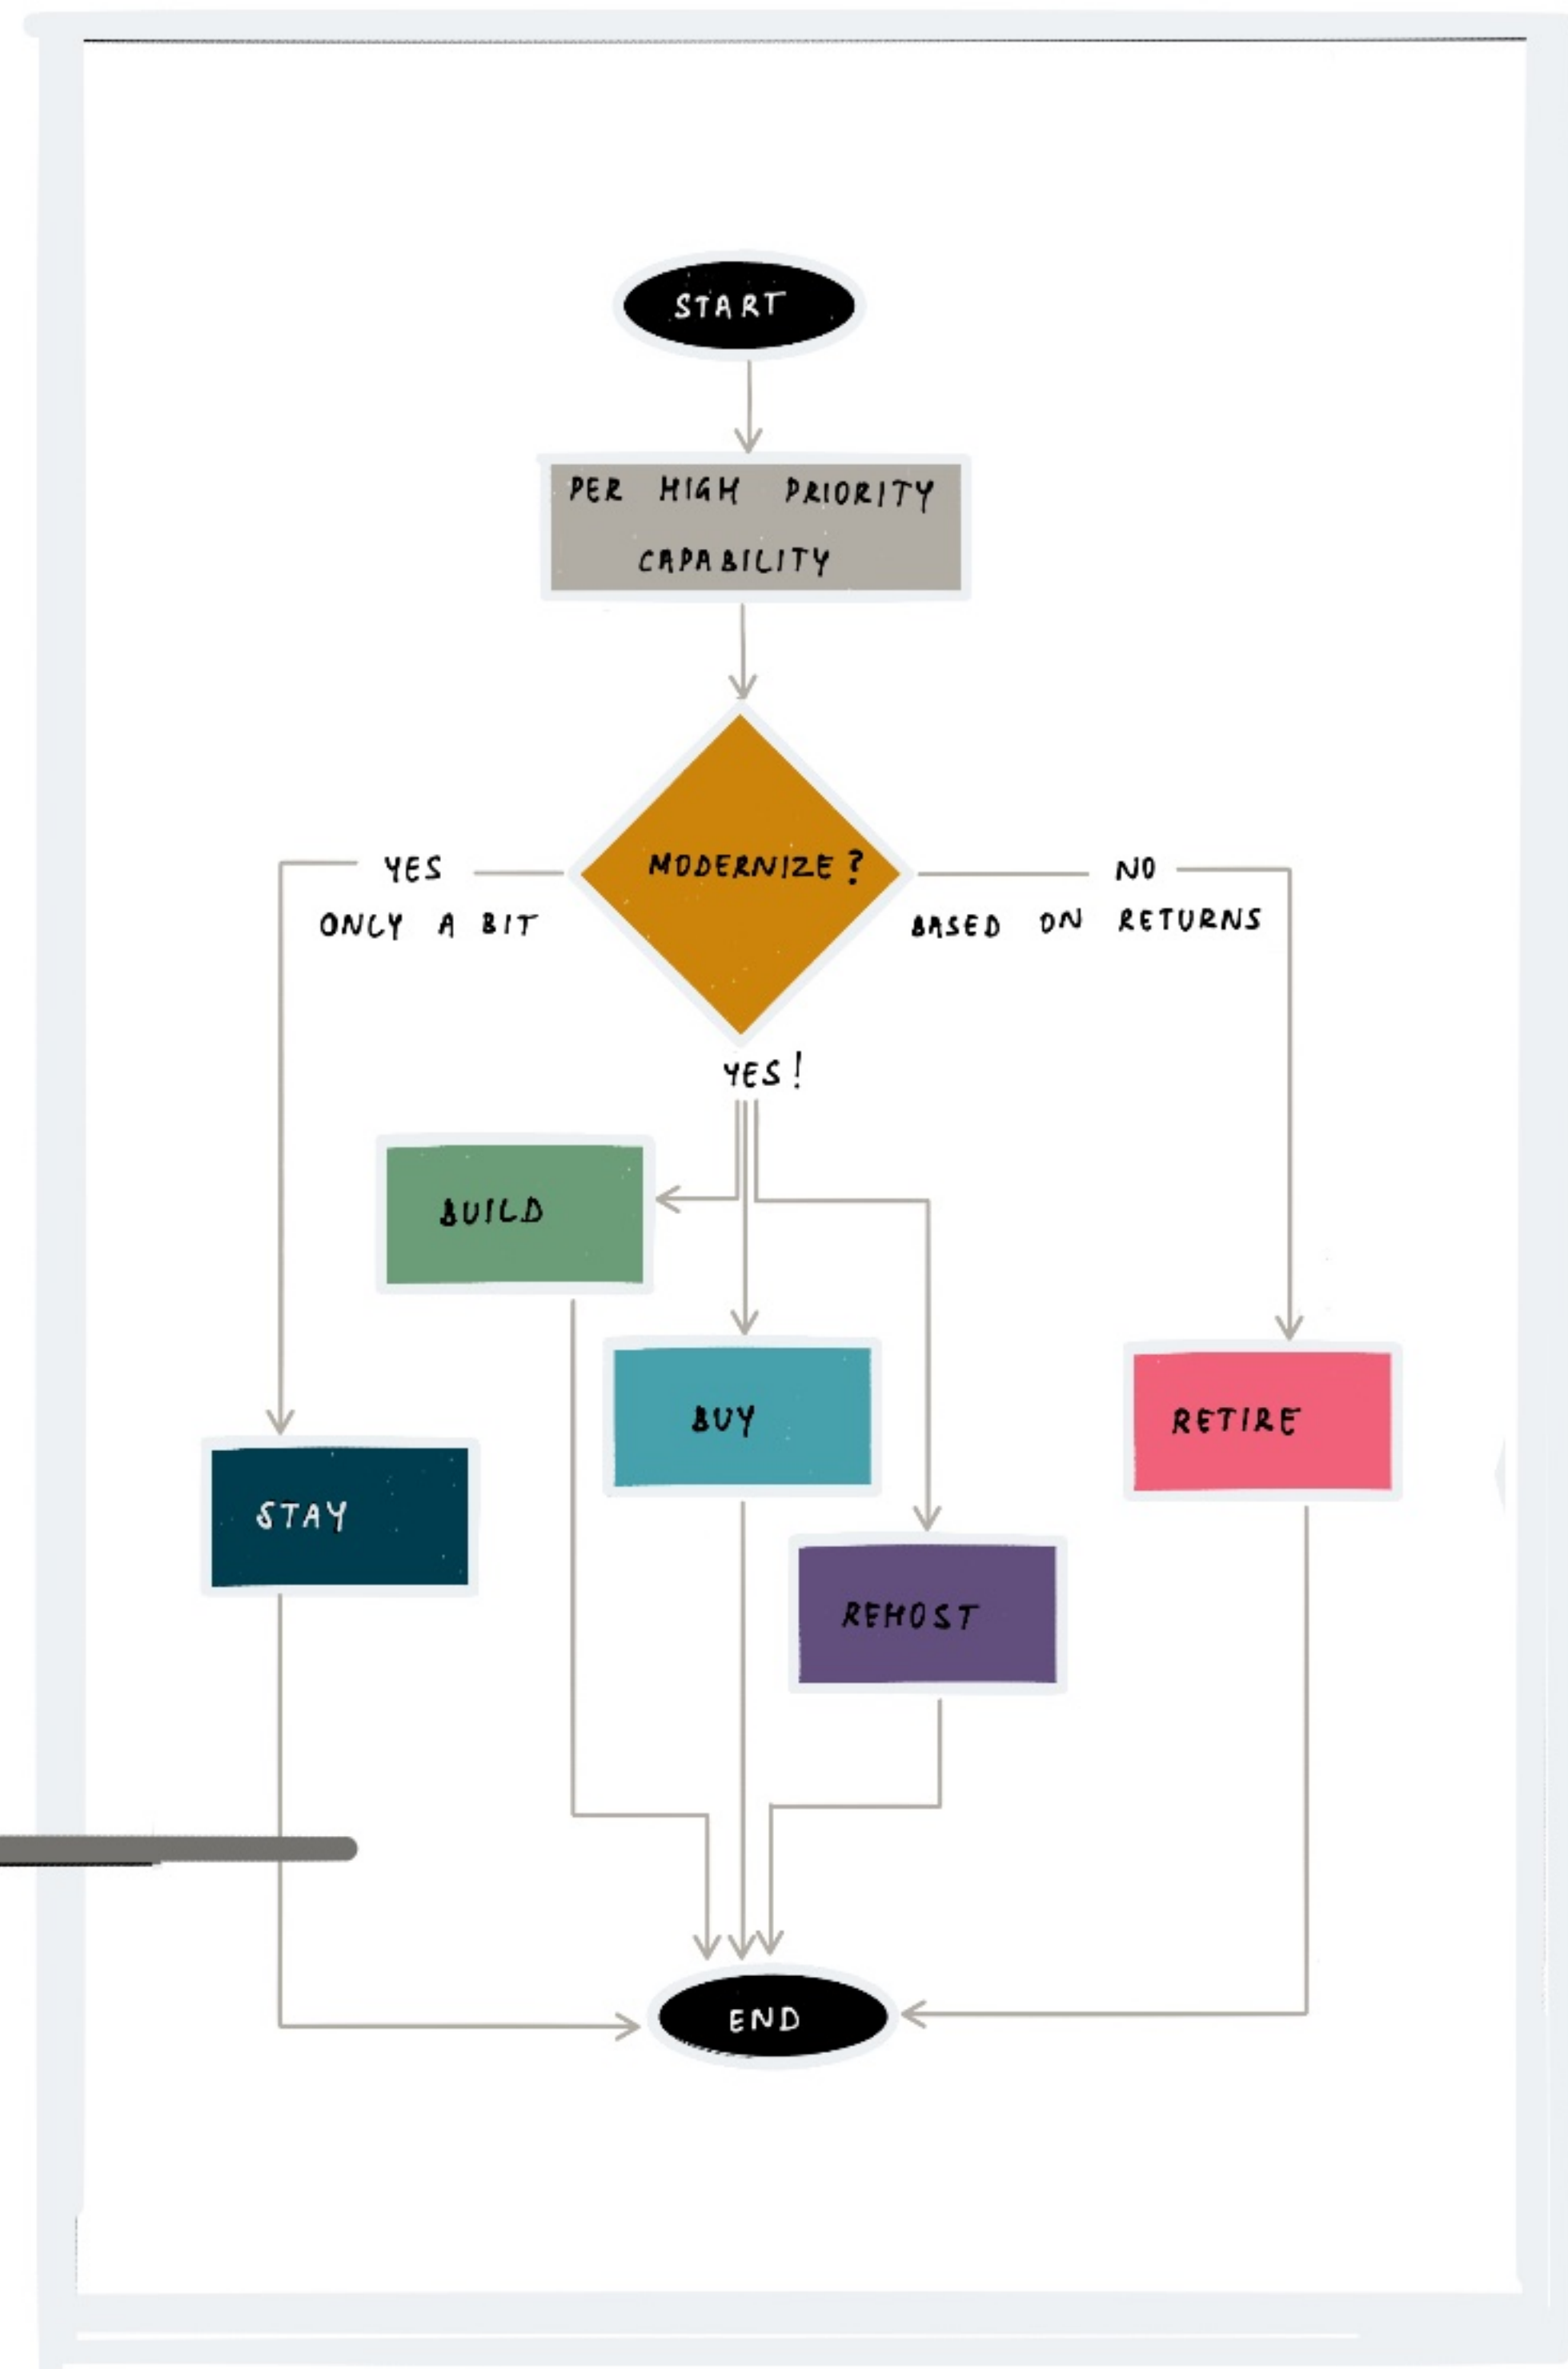 START
PER HIGH PRIORITY
CAPABILITY
MODERNIZE?
YES
ONLY A BIT
NO
BASED ON RETURNS
YES!
BUILD
BUY
RETIRE
STAY
REHOST
END